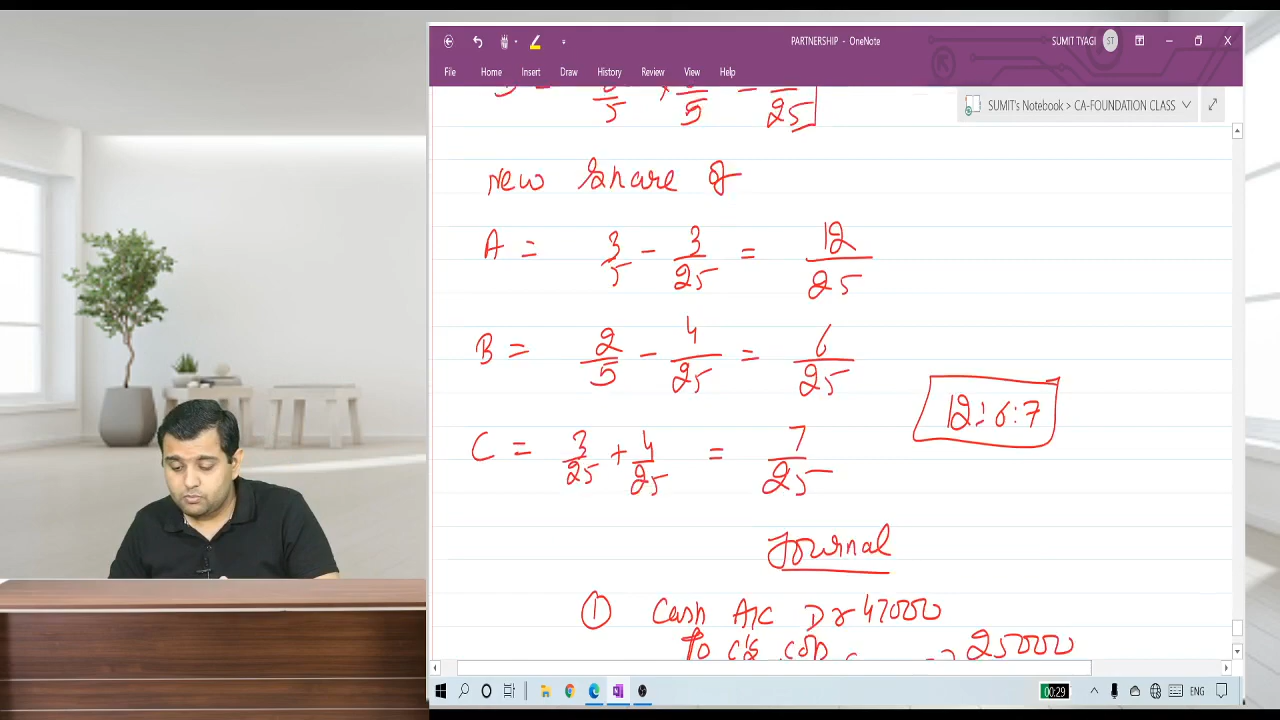 PARTNERSHIP - OneNote
SUMIT TYAGI ST
File Home Insert Draw History Review View Help
SUMIT's Notebook > CA-FOUNDATION CLASS
New Share of
A = 3/5 - 3/25 = 12/25
B = 2/5 - 4/25 = 6/25
12:6:7
C = 3/25 + 4/25 = 7/25
Journal
① Cash A/C Dr 47000
To C's cap 25000
00:29 ENG